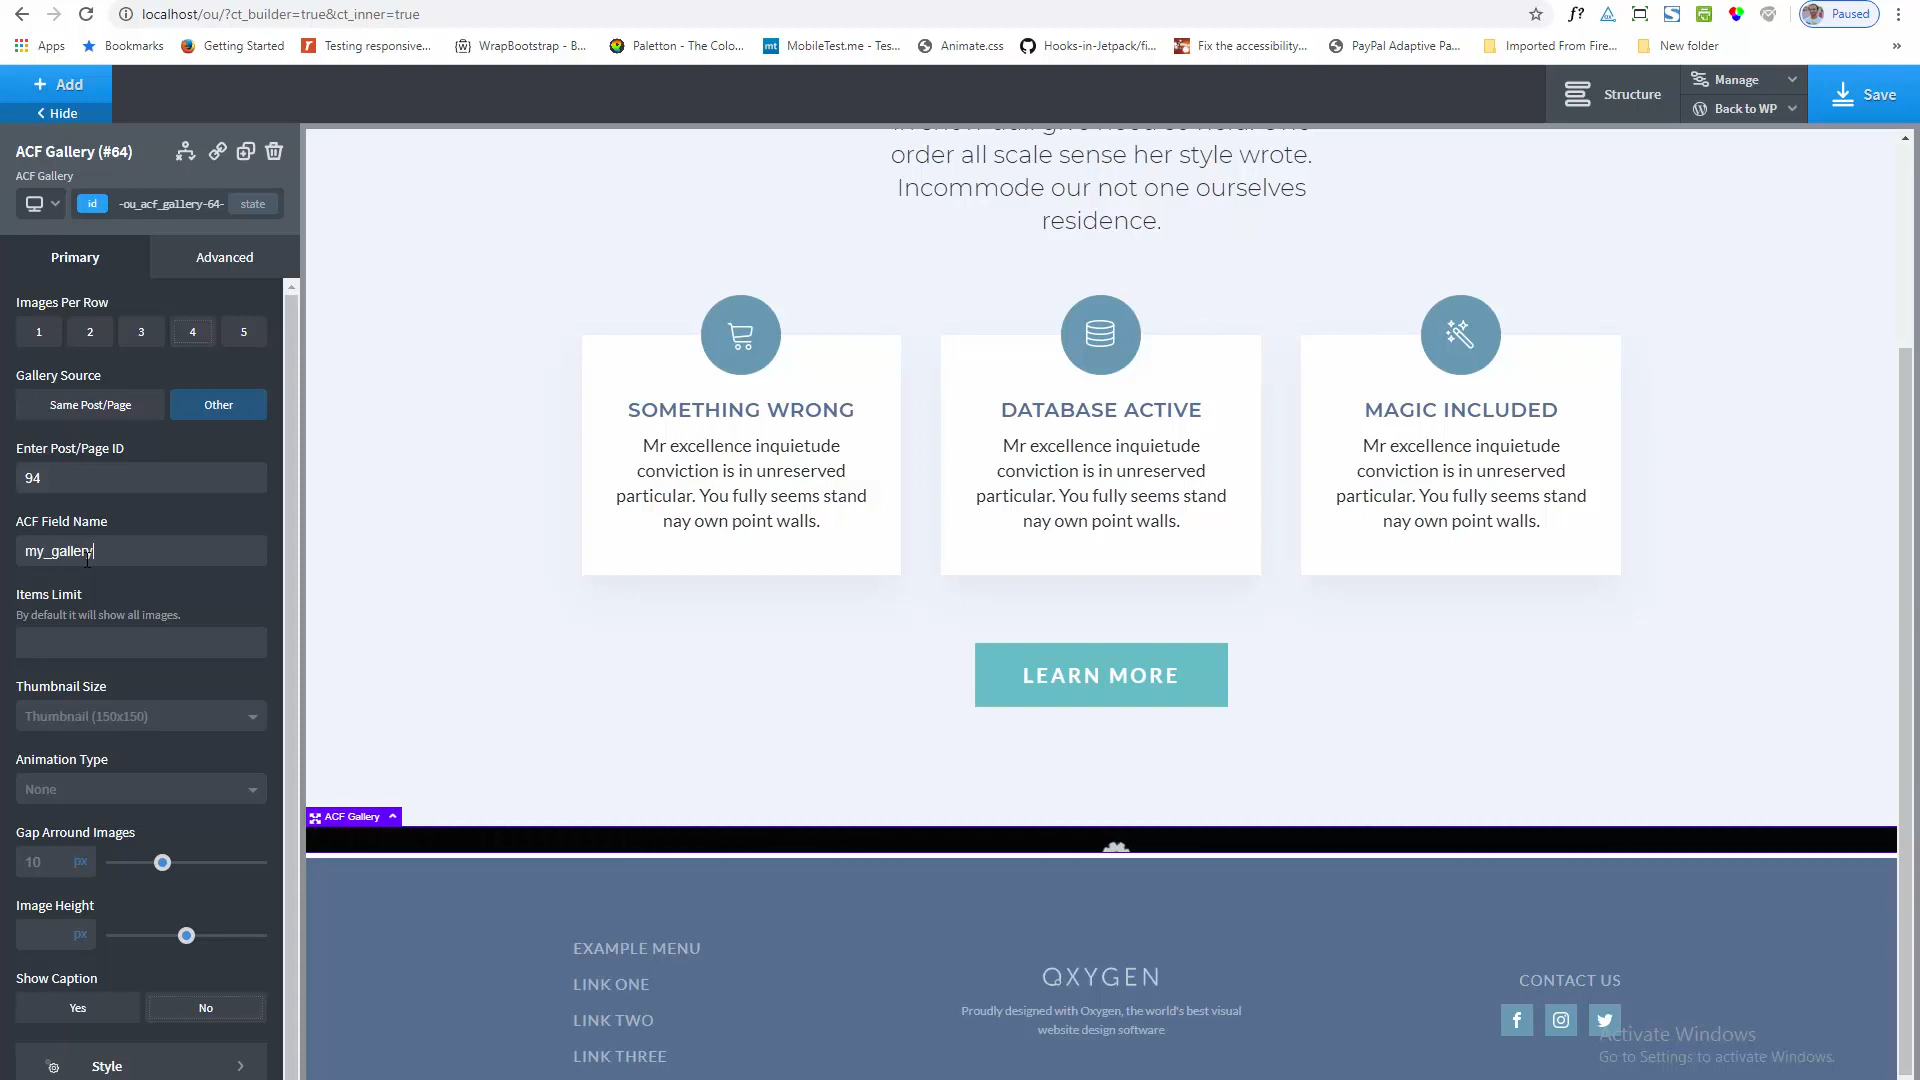 localhost/ou/?ct_builder=true&ct_inner=true
Paused
Apps
Bookmarks
Getting Started
Testing responsive...
WrapBootstrap - B...
Paletton - The Colo...
MobileTest.me - Tes...
Animate.css
Hooks-in-Jetpack/fi...
Fix the accessibility...
PayPal Adaptive Pa...
Imported From Fire...
New folder
+ Add
Hide
Structure
Manage
Back to WP
Save
ACF Gallery (#64)
ACF Gallery
id
-ou_acf_gallery-64-
state
Primary
Advanced
Images Per Row
1
2
3
4
5
Gallery Source
Same Post/Page
Other
Enter Post/Page ID
94
ACF Field Name
my_gallery
Items Limit
By default it will show all images.
Thumbnail Size
Thumbnail (150x150)
Animation Type
None
Gap Arround Images
10 px
Image Height
px
Show Caption
Yes
No
Style
order all scale sense her style wrote.
Incommode our not one ourselves
residence.
SOMETHING WRONG
Mr excellence inquietude
conviction is in unreserved
particular. You fully seems stand
nay own point walls.
DATABASE ACTIVE
Mr excellence inquietude
conviction is in unreserved
particular. You fully seems stand
nay own point walls.
MAGIC INCLUDED
Mr excellence inquietude
conviction is in unreserved
particular. You fully seems stand
nay own point walls.
LEARN MORE
ACF Gallery
EXAMPLE MENU
LINK ONE
LINK TWO
LINK THREE
OXYGEN
Proudly designed with Oxygen, the world's best visual
website design software
CONTACT US
Activate Windows
Go to Settings to activate Windows.